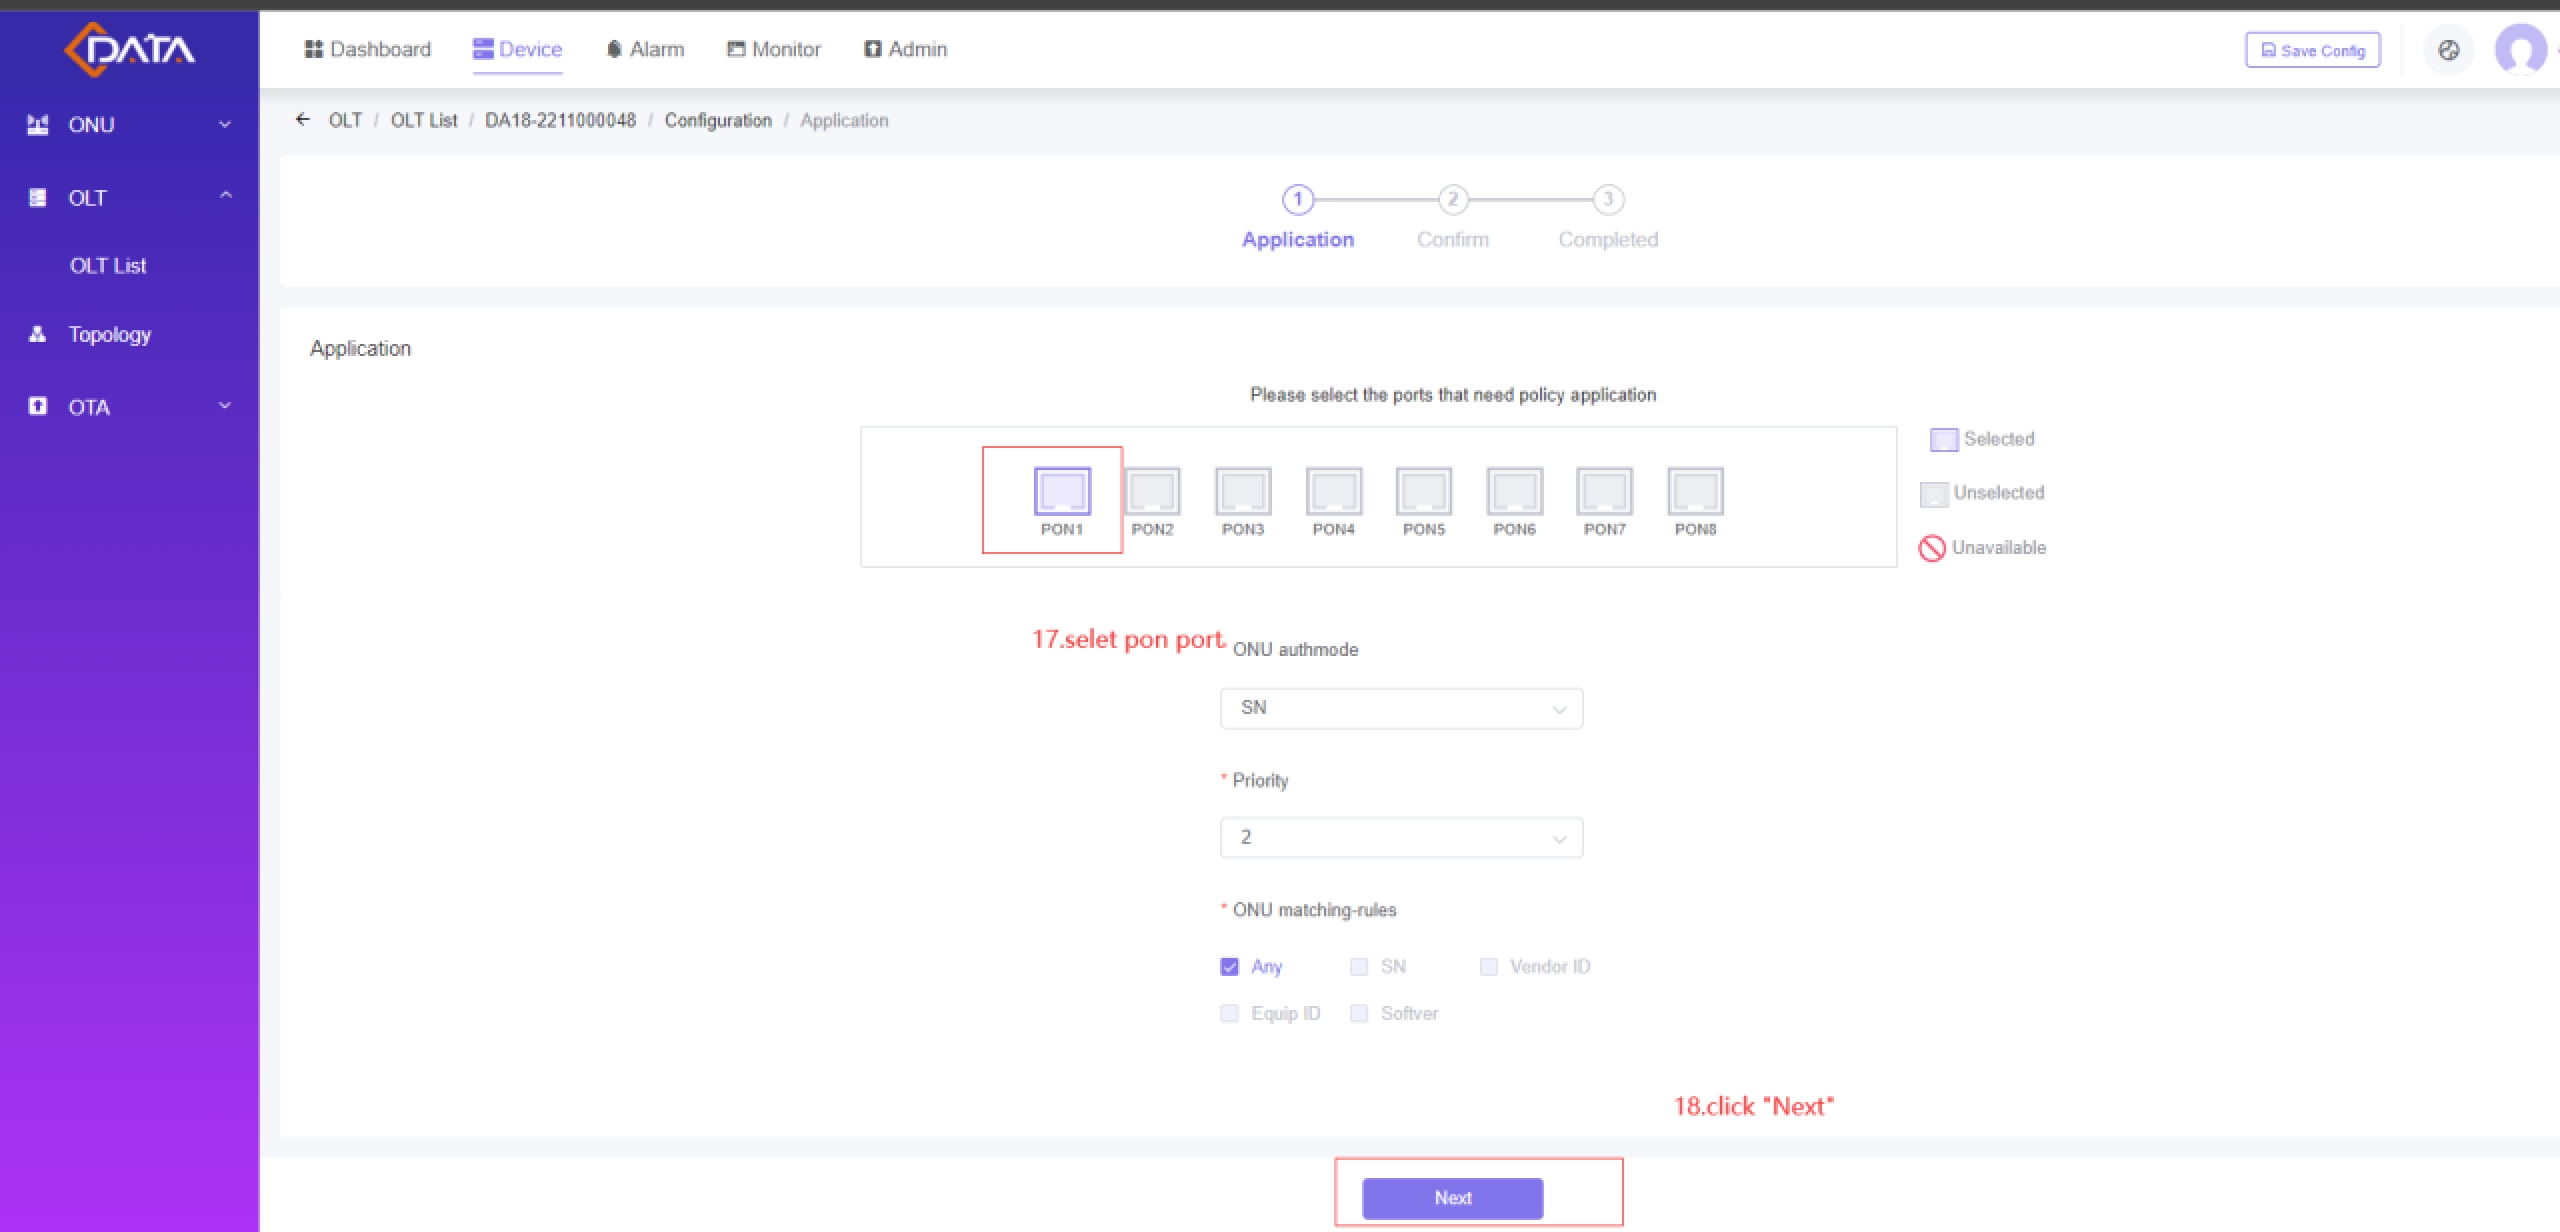 DATA
Dashboard Device Alarm Monitor Admin
Save Config
ONU
OLT
OLT List
Topology
OTA
OLT / OLT List / DA18-2211000048 / Configuration / Application
1 2 3
Application Confirm Completed
Application
Please select the ports that need policy application
PON1 PON2 PON3 PON4 PON5 PON6 PON7 PON8
Selected
Unselected
Unavailable
17.selet pon port.
ONU authmode
SN
* Priority
2
* ONU matching-rules
Any SN Vendor ID
Equip ID Softver
18.click "Next"
Next